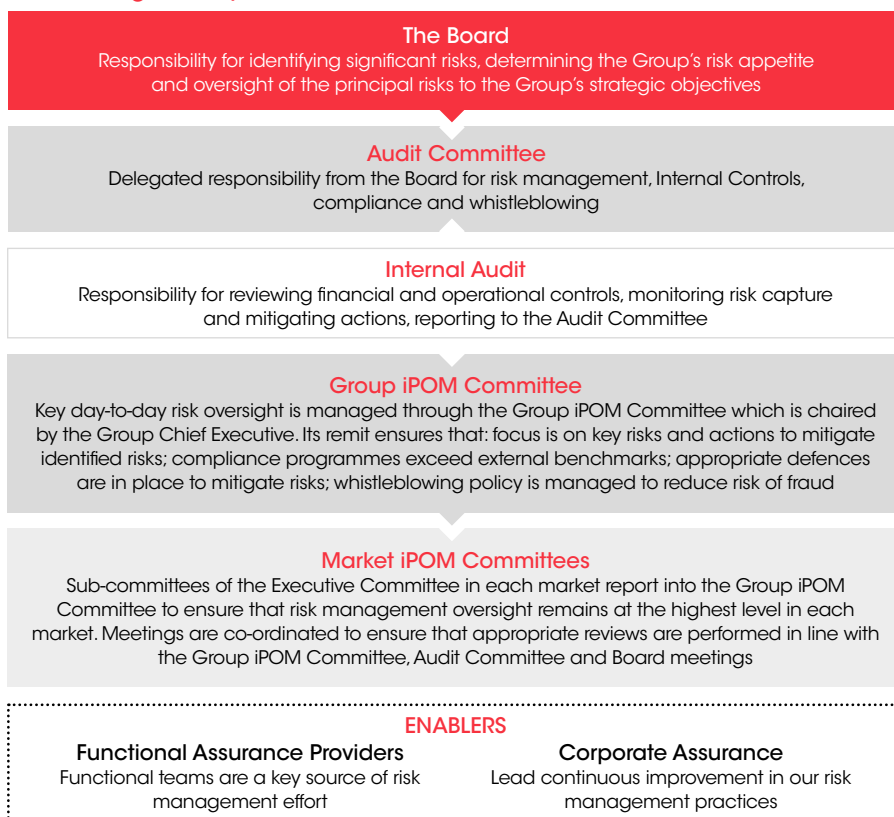 The Board
Responsibility for identifying significant risks, determining the Group's risk appetite
and oversight of the principal risks to the Group's strategic objectives
Audit Committee
Delegated responsibility from the Board for risk management, Internal Controls,
compliance and whistleblowing
Internal Audit
Responsibility for reviewing financial and operational controls, monitoring risk capture
and mitigating actions, reporting to the Audit Committee
Group iPOM Committee
Key day-to-day risk oversight is managed through the Group iPOM Committee which is chaired
by the Group Chief Executive. Its remit ensures that: focus is on key risks and actions to mitigate
identified risks; compliance programmes exceed external benchmarks; appropriate defences
are in place to mitigate risks; whistleblowing policy is managed to reduce risk of fraud
Market iPOM Committees
Sub-committees of the Executive Committee in each market report into the Group iPOM
Committee to ensure that risk management oversight remains at the highest level in each
market. Meetings are co-ordinated to ensure that appropriate reviews are performed in line with
the Group iPOM Committee, Audit Committee and Board meetings
ENABLERS
Functional Assurance Providers
Functional teams are a key source of risk
management effort
Corporate Assurance
Lead continuous improvement in our risk
management practices